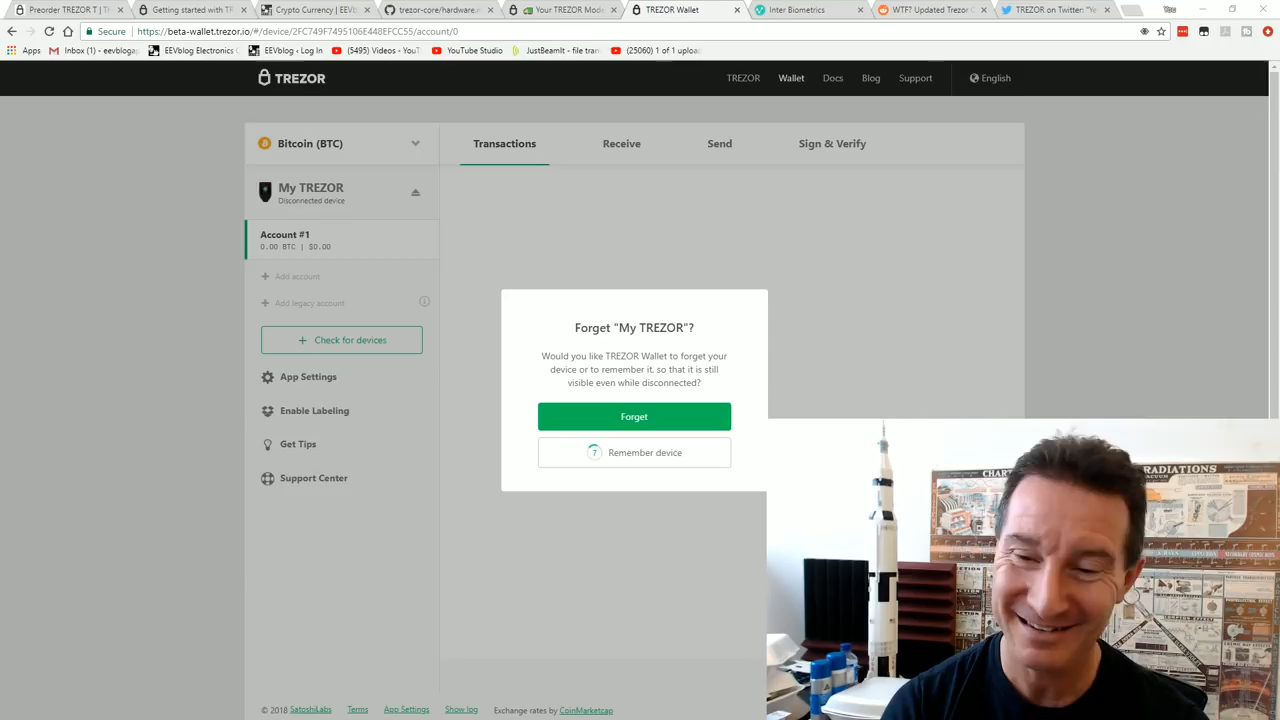 Preorder TREZOR T | Th
Getting started with TREZ
Crypto Currency | EEVbl
trezor-core/hardware.r
Your TREZOR Mode
TREZOR Wallet
Inter Biometrics
WTF? Updated Trezor C
TREZOR on Twitter: "Ye
You
Secure
https://beta-wallet.trezor.io/#/device/2FC749F7495106E448EFCC55/account/0
Apps
Inbox (1) - eevblogap
EEVblog Electronics C
EEVblog ‹ Log In
(5495) Videos - YouT
YouTube Studio
JustBeamIt - file tran
(25060) 1 of 1 upload
TREZOR
TREZOR
Wallet
Docs
Blog
Support
English
Bitcoin (BTC)
Transactions
Receive
Send
Sign & Verify
My TREZOR
Disconnected device
Account #1
0.00 BTC | $0.00
Add account
Add legacy account
Check for devices
App Settings
Enable Labeling
Get Tips
Support Center
Forget "My TREZOR"?
Would you like TREZOR Wallet to forget your
device or to remember it, so that it is still
visible even while disconnected?
Forget
7 Remember device
CHAR
RADIATIONS
© 2018 SatoshiLabs
Terms
App Settings
Show log
Exchange rates by CoinMarketcap